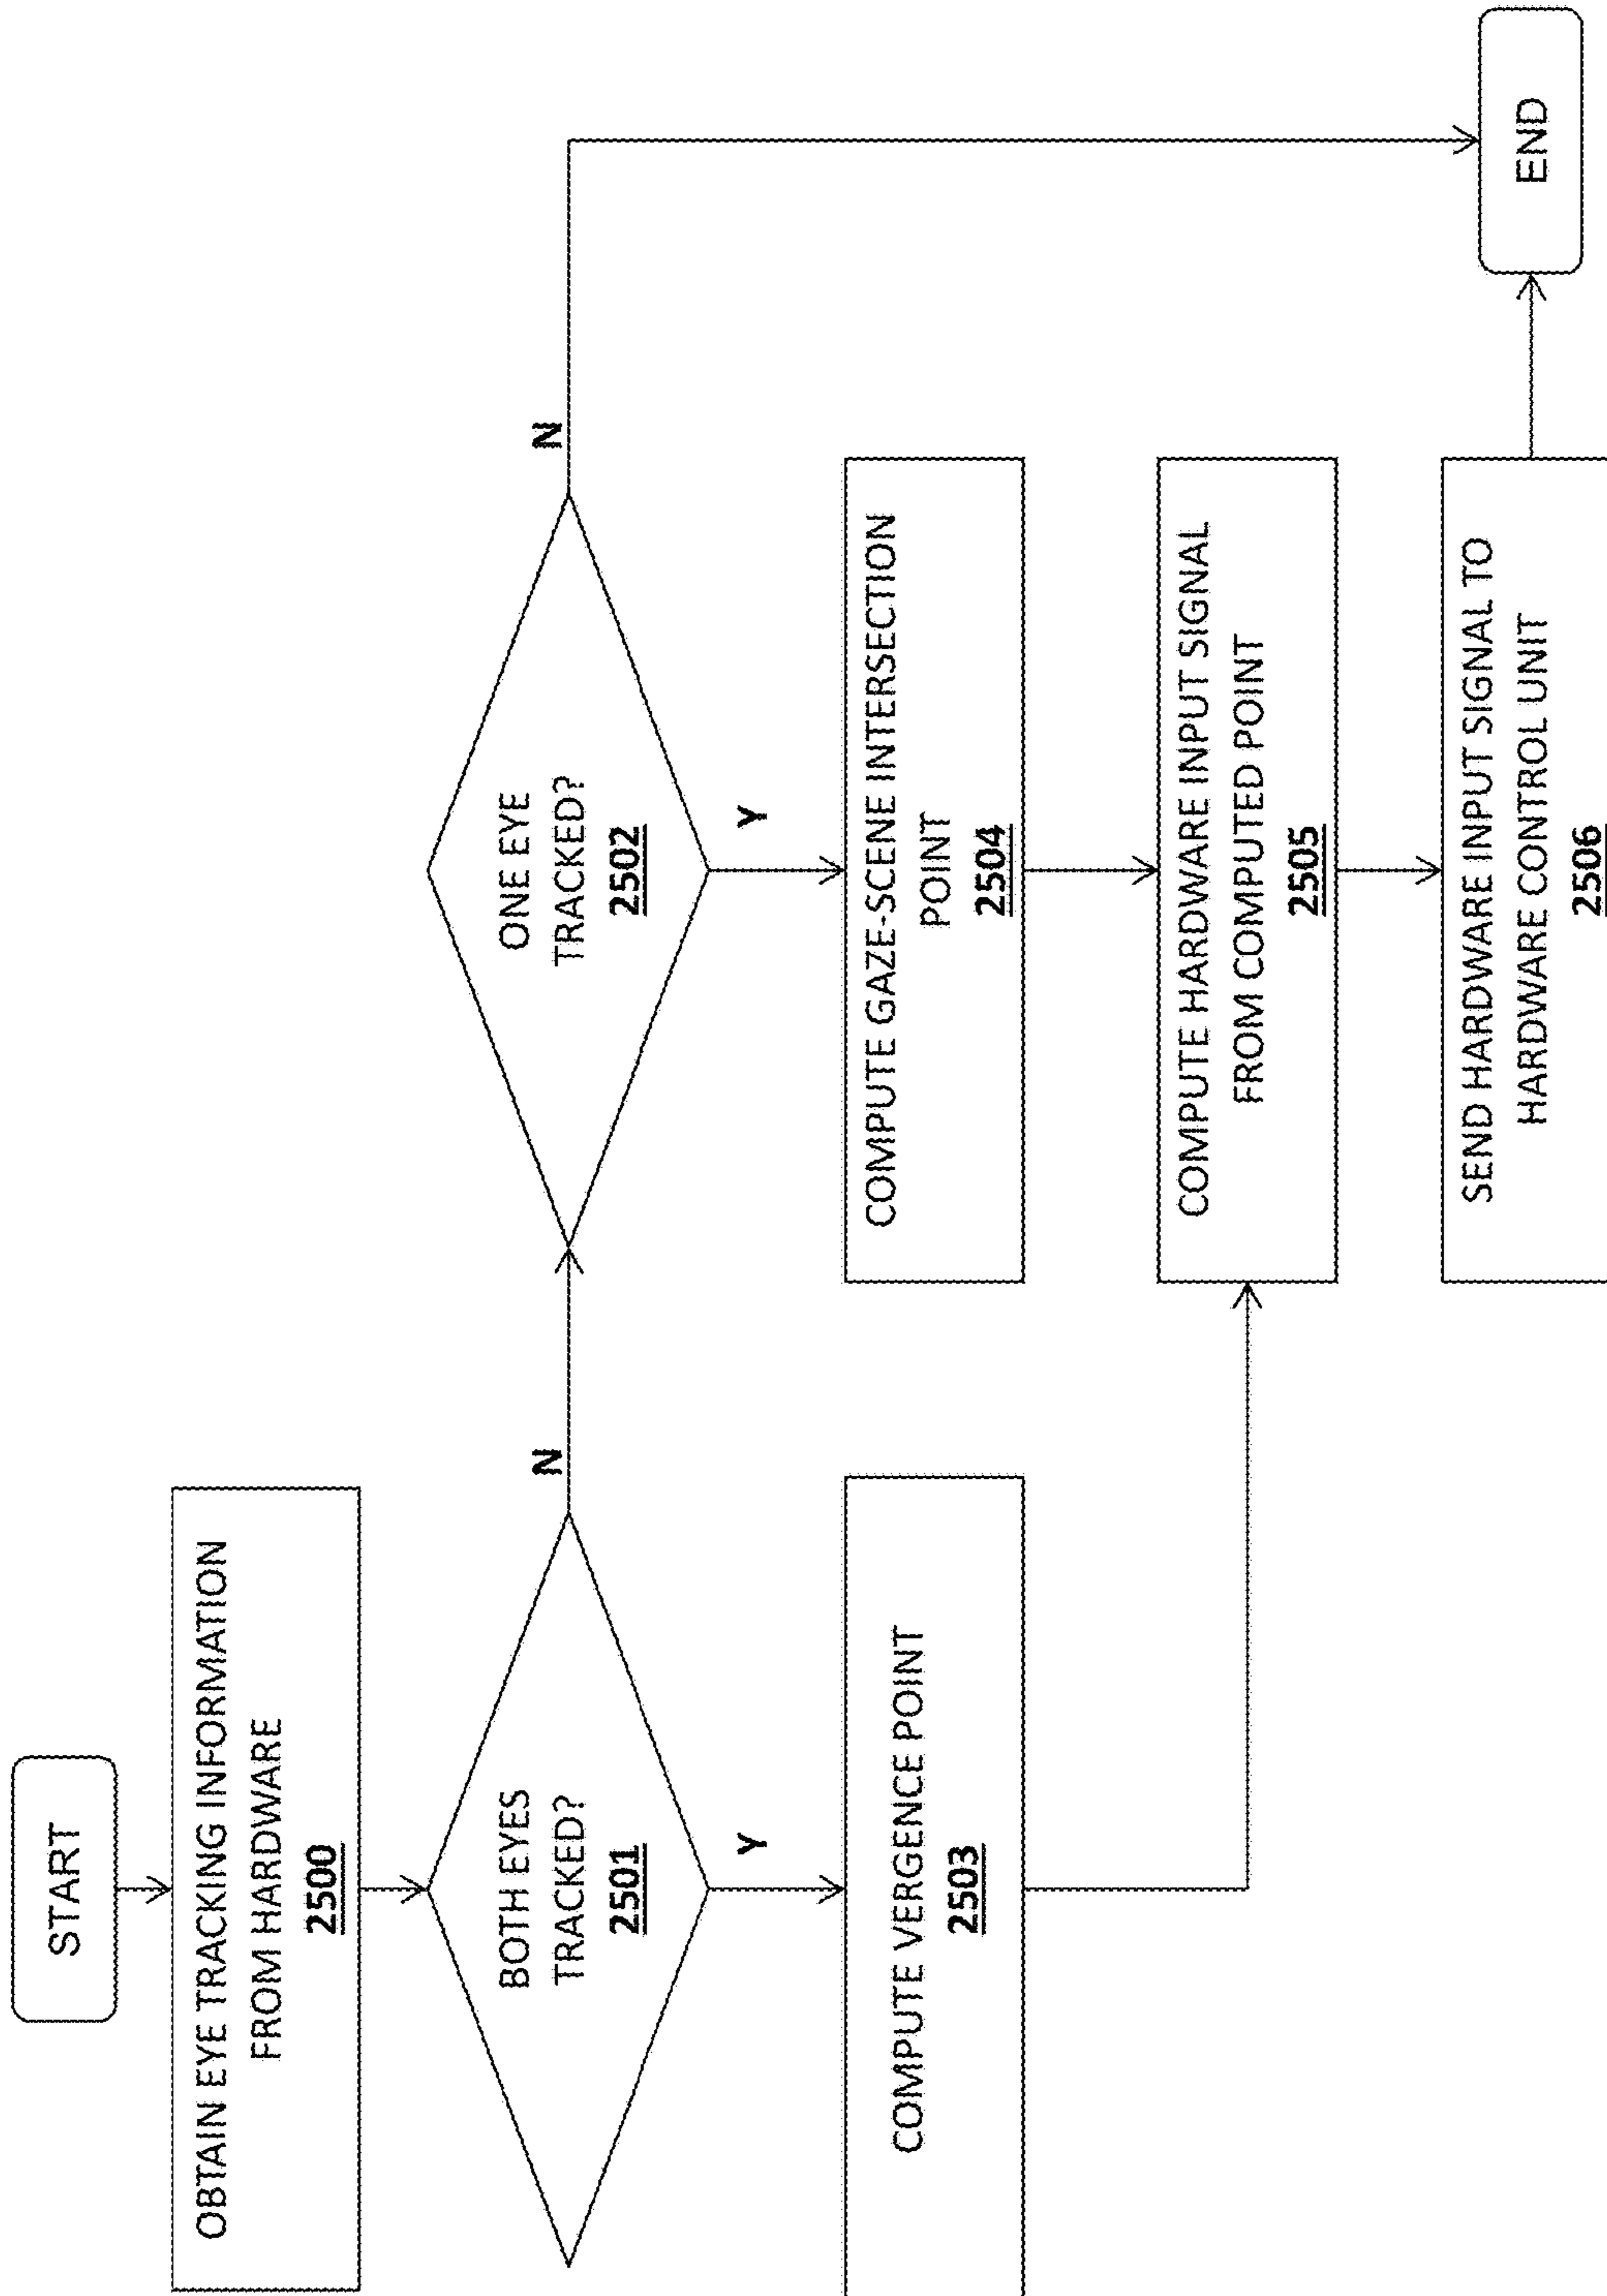 START
OBTAIN EYE TRACKING INFORMATION
FROM HARDWARE
2500
BOTH EYES
TRACKED?
2501
N
Y
ONE EYE
TRACKED?
2502
N
Y
COMPUTE VERGENCE POINT
2503
COMPUTE GAZE-SCENE INTERSECTION
POINT
2504
COMPUTE HARDWARE INPUT SIGNAL
FROM COMPUTED POINT
2505
SEND HARDWARE INPUT SIGNAL TO
HARDWARE CONTROL UNIT
2506
END